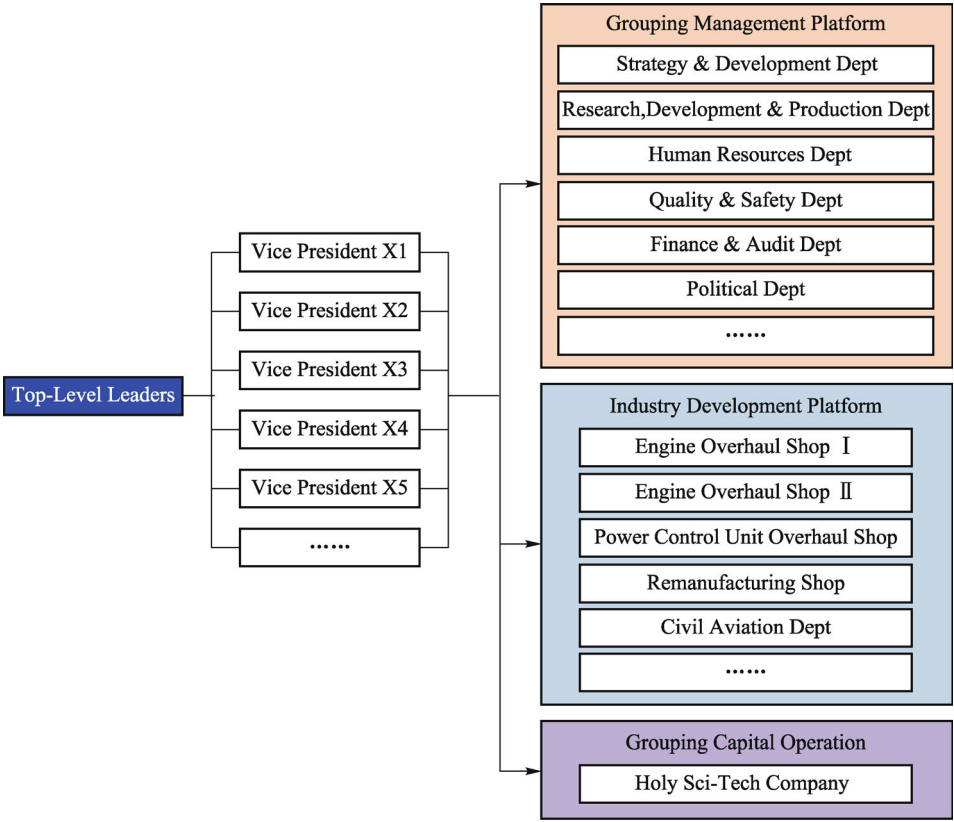 Top-Level Leaders
Vice President X1
Vice President X2
Vice President X3
Vice President X4
Vice President X5
……
Grouping Management Platform
Strategy & Development Dept
Research,Development & Production Dept
Human Resources Dept
Quality & Safety Dept
Finance & Audit Dept
Political Dept
……
Industry Development Platform
Engine Overhaul Shop Ⅰ
Engine Overhaul Shop Ⅱ
Power Control Unit Overhaul Shop
Remanufacturing Shop
Civil Aviation Dept
……
Grouping Capital Operation
Holy Sci-Tech Company